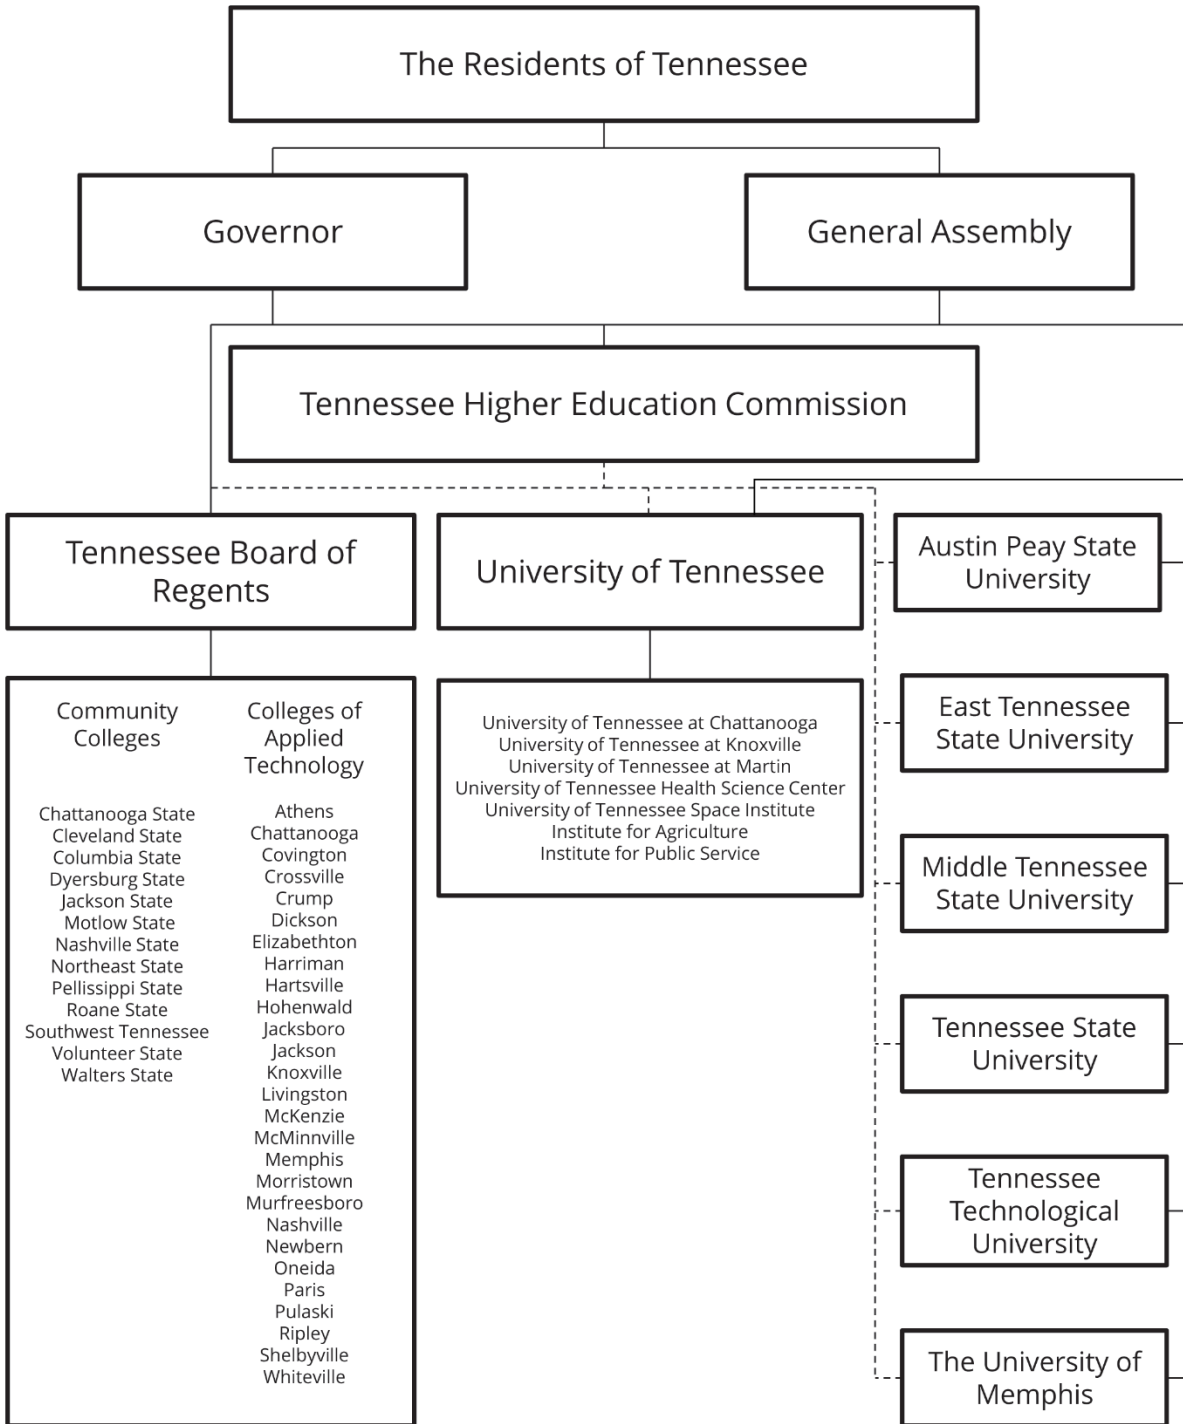 The Residents of Tennessee
Governor
General Assembly
Tennessee Higher Education Commission
Tennessee Board of
Regents
University of Tennessee
Austin Peay State
University
East Tennessee
State University
Middle Tennessee
State University
Tennessee State
University
Tennessee
Technological
University
The University of
Memphis
Community
Colleges
Chattanooga State
Cleveland State
Columbia State
Dyersburg State
Jackson State
Motlow State
Nashville State
Northeast State
Pellissippi State
Roane State
Southwest Tennessee
Volunteer State
Walters State
Colleges of
Applied
Technology
Athens
Chattanooga
Covington
Crossville
Crump
Dickson
Elizabethton
Harriman
Hartsville
Hohenwald
Jacksboro
Jackson
Knoxville
Livingston
McKenzie
McMinnville
Memphis
Morristown
Murfreesboro
Nashville
Newbern
Oneida
Paris
Pulaski
Ripley
Shelbyville
Whiteville
University of Tennessee at Chattanooga
University of Tennessee at Knoxville
University of Tennessee at Martin
University of Tennessee Health Science Center
University of Tennessee Space Institute
Institute for Agriculture
Institute for Public Service